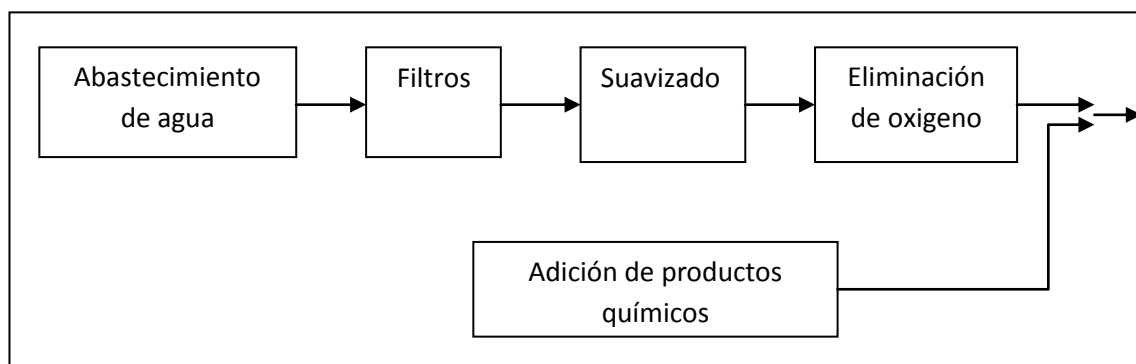 Abastecimiento
de agua
Filtros
Suavizado
Eliminación
de oxigeno
Adición de productos
químicos